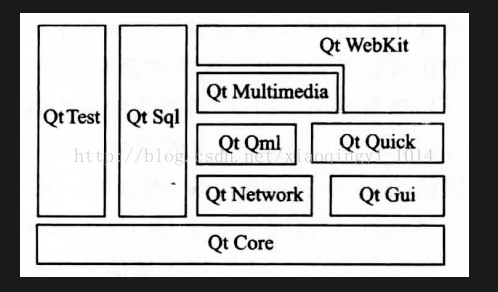 Qt WebKit
Qt Multimedia
Qt Test
Qt Sql
Qt Qml
Qt Quick
http://blog.csdn.net/xiaoqingyi_1014
Qt Network
Qt Gui
Qt Core